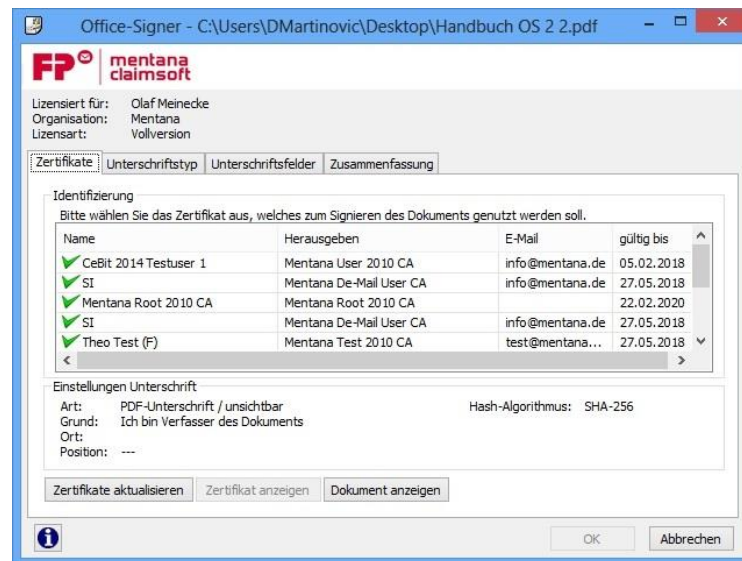 Office-Signer - C:\Users\DMartinovic\Desktop\Handbuch OS 2 2.pdf
FP mentana
claimsoft
Lizensiert für: Olaf Meinecke
Organisation: Mentana
Lizensart: Vollversion
Zertifikate Unterschriftstyp Unterschriftsfelder Zusammenfassung
Identifizierung
Bitte wählen Sie das Zertifikat aus, welches zum Signieren des Dokuments genutzt werden soll.
Name Herausgeben E-Mail gültig bis
CeBit 2014 Testuser 1 Mentana User 2010 CA info@mentana.de 05.02.2018
SI Mentana De-Mail User CA info@mentana.de 27.05.2018
Mentana Root 2010 CA Mentana Root 2010 CA 22.02.2020
SI Mentana De-Mail User CA info@mentana.de 27.05.2018
Theo Test (F) Mentana Test 2010 CA test@mentana... 27.05.2018
Einstellungen Unterschrift
Art: PDF-Unterschrift / unsichtbar Hash-Algorithmus: SHA-256
Grund: Ich bin Verfasser des Dokuments
Ort:
Position: ---
Zertifikate aktualisieren Zertifikat anzeigen Dokument anzeigen
OK Abbrechen